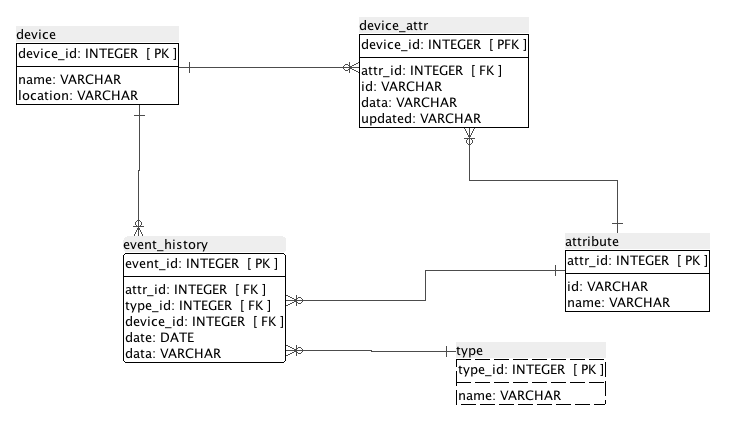 device
device_id: INTEGER [ PK ]
name: VARCHAR
location: VARCHAR
device_attr
device_id: INTEGER [ PFK ]
attr_id: INTEGER [ FK ]
id: VARCHAR
data: VARCHAR
updated: VARCHAR
event_history
event_id: INTEGER [ PK ]
attr_id: INTEGER [ FK ]
type_id: INTEGER [ FK ]
device_id: INTEGER [ FK ]
date: DATE
data: VARCHAR
attribute
attr_id: INTEGER [ PK ]
id: VARCHAR
name: VARCHAR
type
type_id: INTEGER [ PK ]
name: VARCHAR